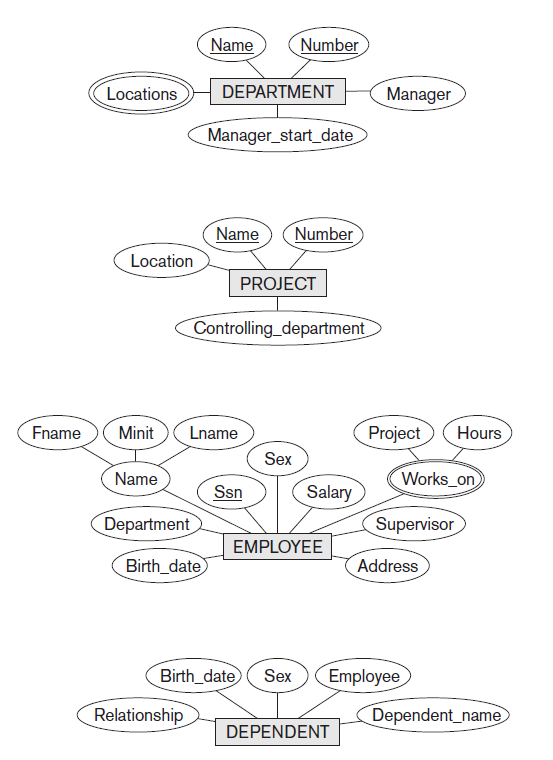 Name Number
Locations DEPARTMENT Manager
Manager_start_date
Name Number
Location
PROJECT
Controlling_department
Fname Minit Lname Project Hours
Sex
Name Works_on
Ssn Salary
Department Supervisor
EMPLOYEE
Birth_date Address
Birth_date Sex Employee
Relationship Dependent_name
DEPENDENT